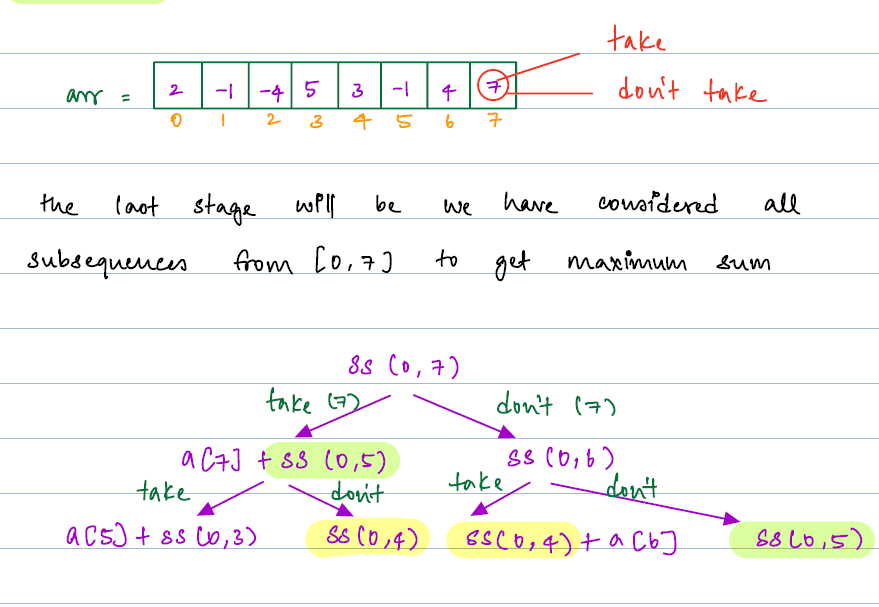 take
arr = 2 -1 -4 5 3 -1 4 7 don't take
0 1 2 3 4 5 6 7
the last stage will be we have considered all
subsequences from [0,7] to get maximum sum
ss (0,7)
take (7) don't (7)
a[7] + ss (0,5) ss (0,6)
take don't take don't
a[5] + ss (0,3) ss (0,4) ss(0,4) + a[6] ss (0,5)